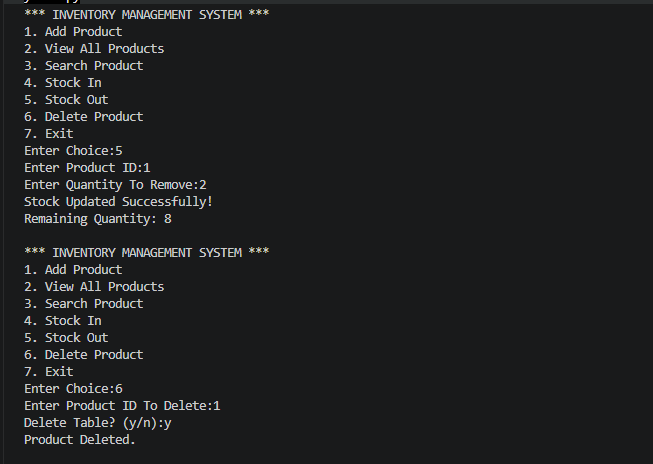 *** INVENTORY MANAGEMENT SYSTEM ***
1. Add Product
2. View All Products
3. Search Product
4. Stock In
5. Stock Out
6. Delete Product
7. Exit
Enter Choice:5
Enter Product ID:1
Enter Quantity To Remove:2
Stock Updated Successfully!
Remaining Quantity: 8
*** INVENTORY MANAGEMENT SYSTEM ***
1. Add Product
2. View All Products
3. Search Product
4. Stock In
5. Stock Out
6. Delete Product
7. Exit
Enter Choice:6
Enter Product ID To Delete:1
Delete Table? (y/n):y
Product Deleted.